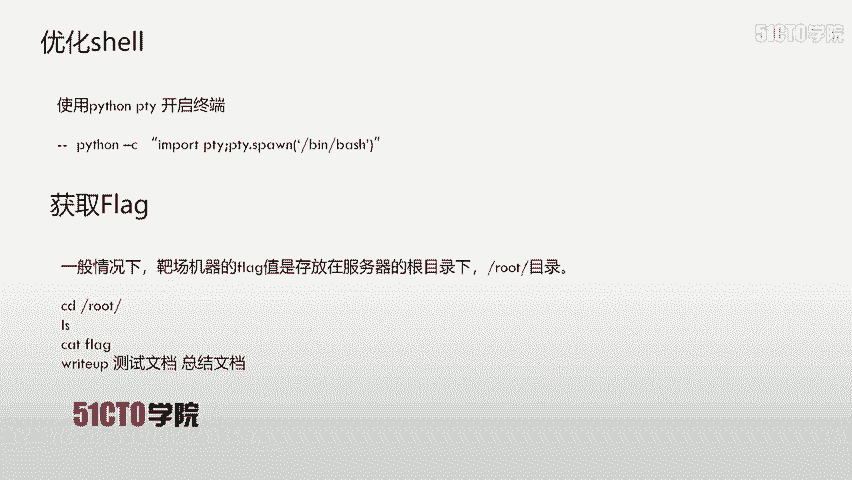 51CTO学院
优化shell
使用python pty 开启终端
-- python –c “import pty;pty.spawn(‘/bin/bash’)”
获取Flag
一般情况下，靶场机器的flag值是存放在服务器的根目录下，/root/目录。
cd /root/
ls
cat flag
writeup 测试文档 总结文档
51CTO学院